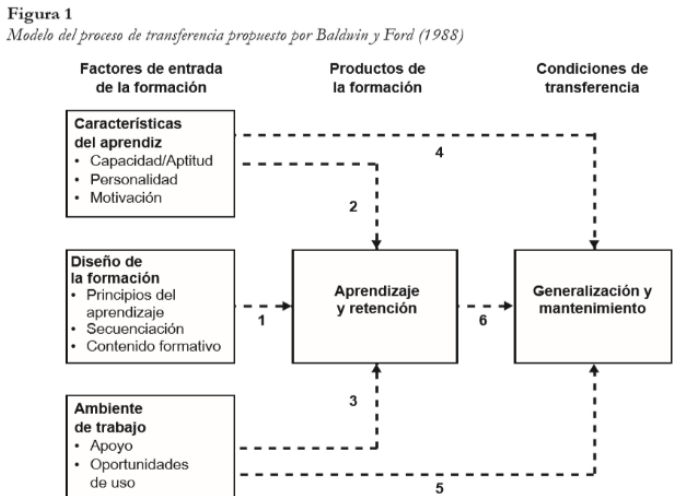 Figura 1
Modelo del proceso de transferencia propuesto por Baldwin y Ford (1988)
Factores de entrada
de la formación
Productos de
la formación
Condiciones de
transferencia
Características
del aprendiz
• Capacidad/Aptitud
• Personalidad
• Motivación
4
2
Diseño de
la formación
• Principios del
aprendizaje
• Secuenciación
• Contenido formativo
1
Aprendizaje
y retención
6
Generalización y
mantenimiento
Ambiente
de trabajo
• Apoyo
• Oportunidades
de uso
3
5